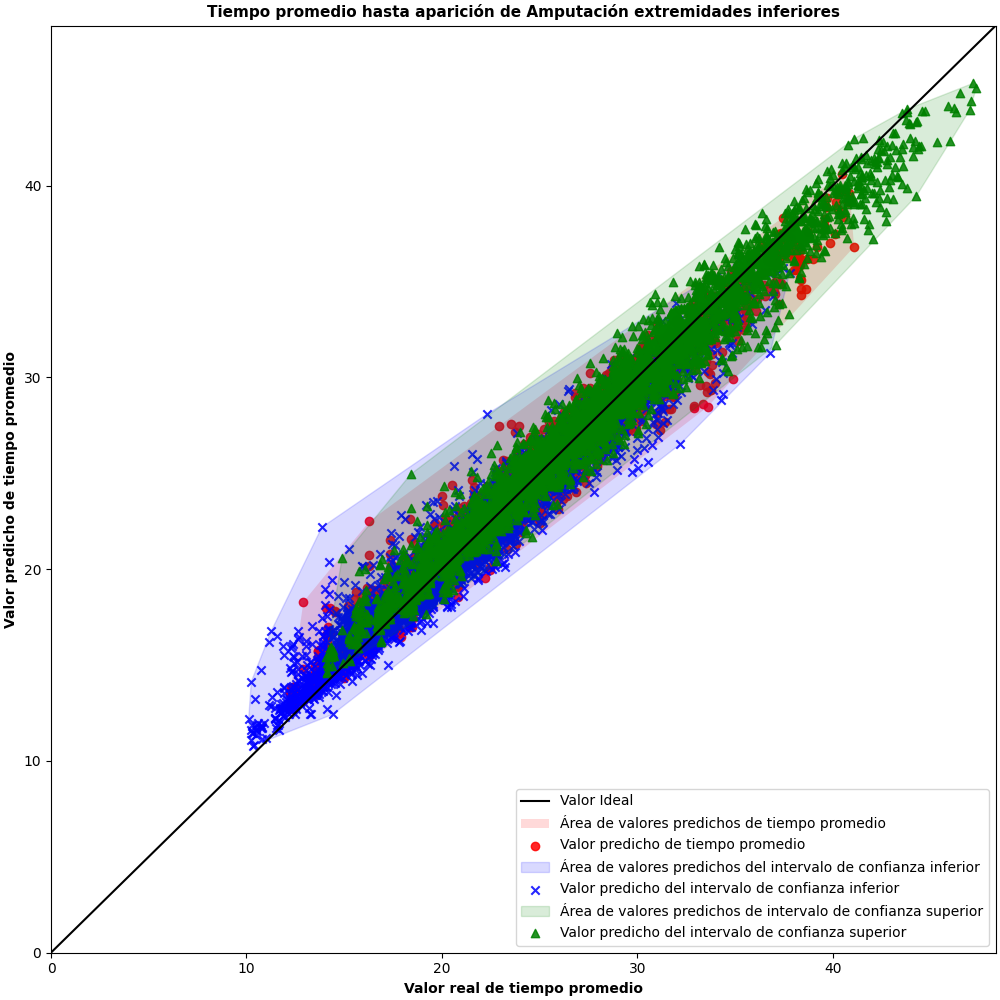 Tiempo promedio hasta aparición de Amputación extremidades inferiores
Valor predicho de tiempo promedio
40
30
20
10
0
0 10 20 30 40
Valor real de tiempo promedio
Valor Ideal
Área de valores predichos de tiempo promedio
Valor predicho de tiempo promedio
Área de valores predichos del intervalo de confianza inferior
Valor predicho del intervalo de confianza inferior
Área de valores predichos de intervalo de confianza superior
Valor predicho del intervalo de confianza superior